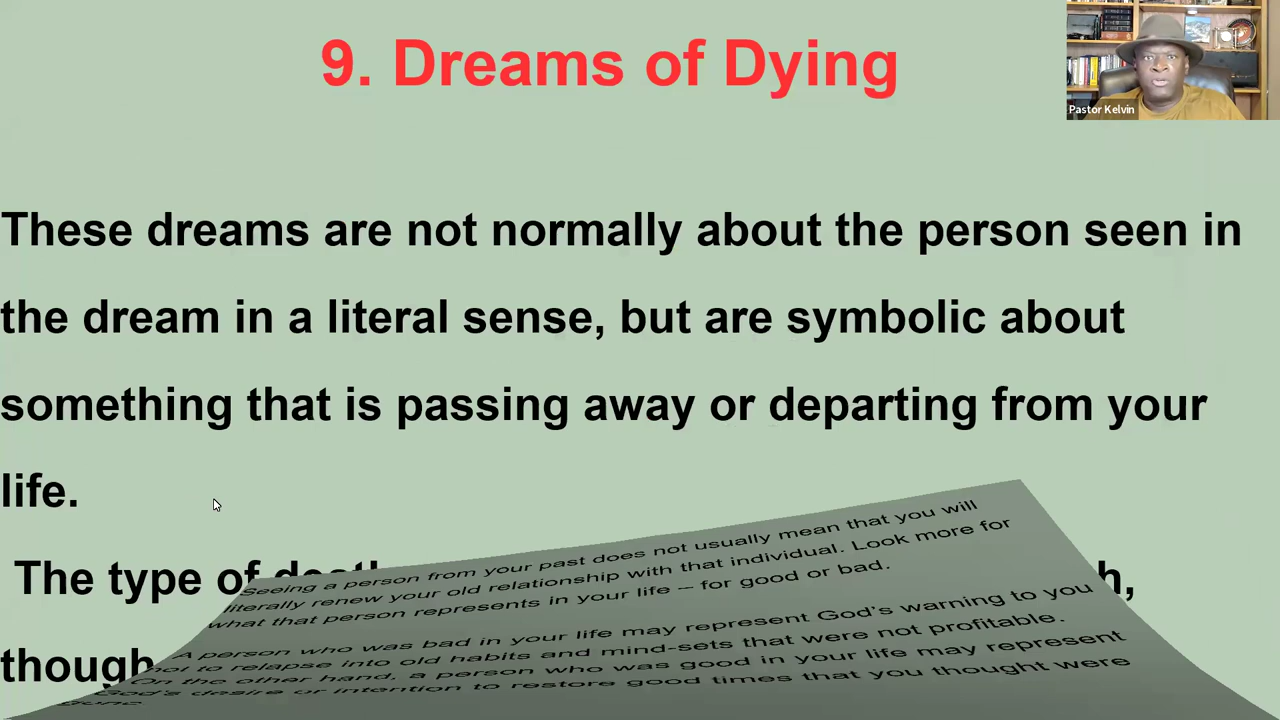 9. Dreams of Dying
Pastor Kelvin
These dreams are not normally about the person seen in
the dream in a literal sense, but are symbolic about
something that is passing away or departing from your
life.
The type of death
h,
though
Seeing a person from your past does not usually mean that you will
literally renew your old relationship with that individual. Look more for
what that person represents in your life – for good or bad.
A person who was bad in your life may represent God's warning to you
not to relapse into old habits and mind-sets that were not profitable.
On the other hand, a person who was good in your life may represent
God's desire or intention to restore good times that you thought were
gone.